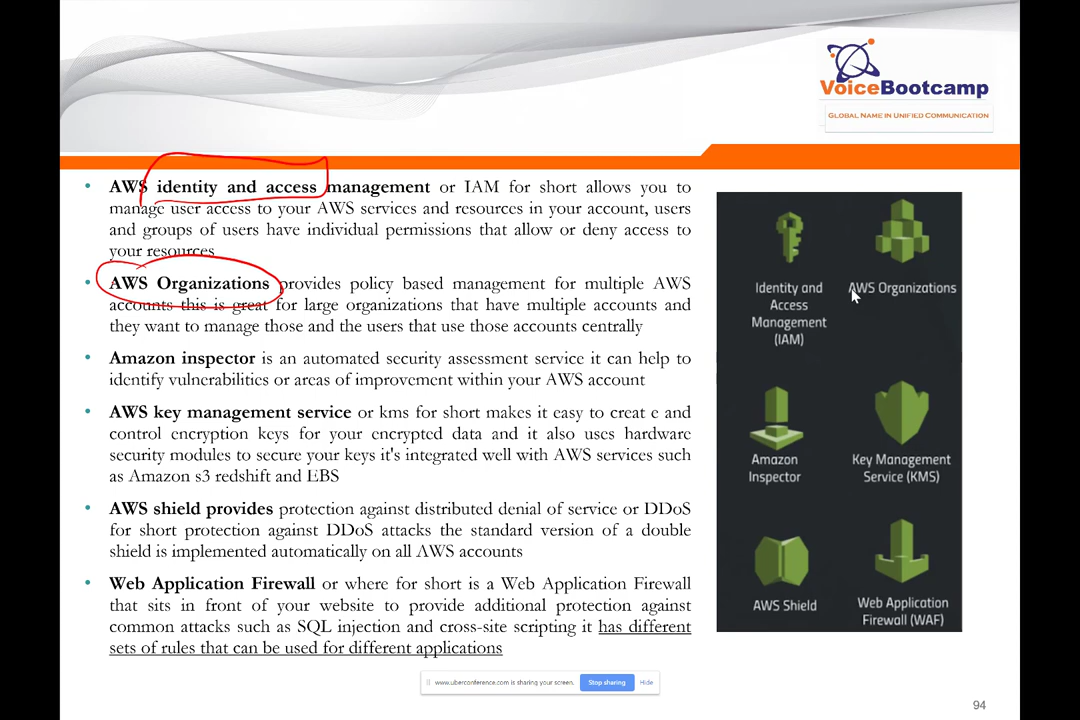 VoiceBootcamp
GLOBAL NAME IN UNIFIED COMMUNICATION
• AWS identity and access management or IAM for short allows you to
manage user access to your AWS services and resources in your account, users
and groups of users have individual permissions that allow or deny access to
your resources
• AWS Organizations provides policy based management for multiple AWS
accounts this is great for large organizations that have multiple accounts and
they want to manage those and the users that use those accounts centrally
• Amazon inspector is an automated security assessment service it can help to
identify vulnerabilities or areas of improvement within your AWS account
• AWS key management service or kms for short makes it easy to creat e and
control encryption keys for your encrypted data and it also uses hardware
security modules to secure your keys it's integrated well with AWS services such
as Amazon s3 redshift and EBS
• AWS shield provides protection against distributed denial of service or DDoS
for short protection against DDoS attacks the standard version of a double
shield is implemented automatically on all AWS accounts
• Web Application Firewall or where for short is a Web Application Firewall
that sits in front of your website to provide additional protection against
common attacks such as SQL injection and cross-site scripting it has different
sets of rules that can be used for different applications
Identity and
Access
Management
(IAM)
AWS Organizations
Amazon
Inspector
Key Management
Service (KMS)
AWS Shield
Web Application
Firewall (WAF)
www.uberconference.com is sharing your screen.
Stop sharing
Hide
94